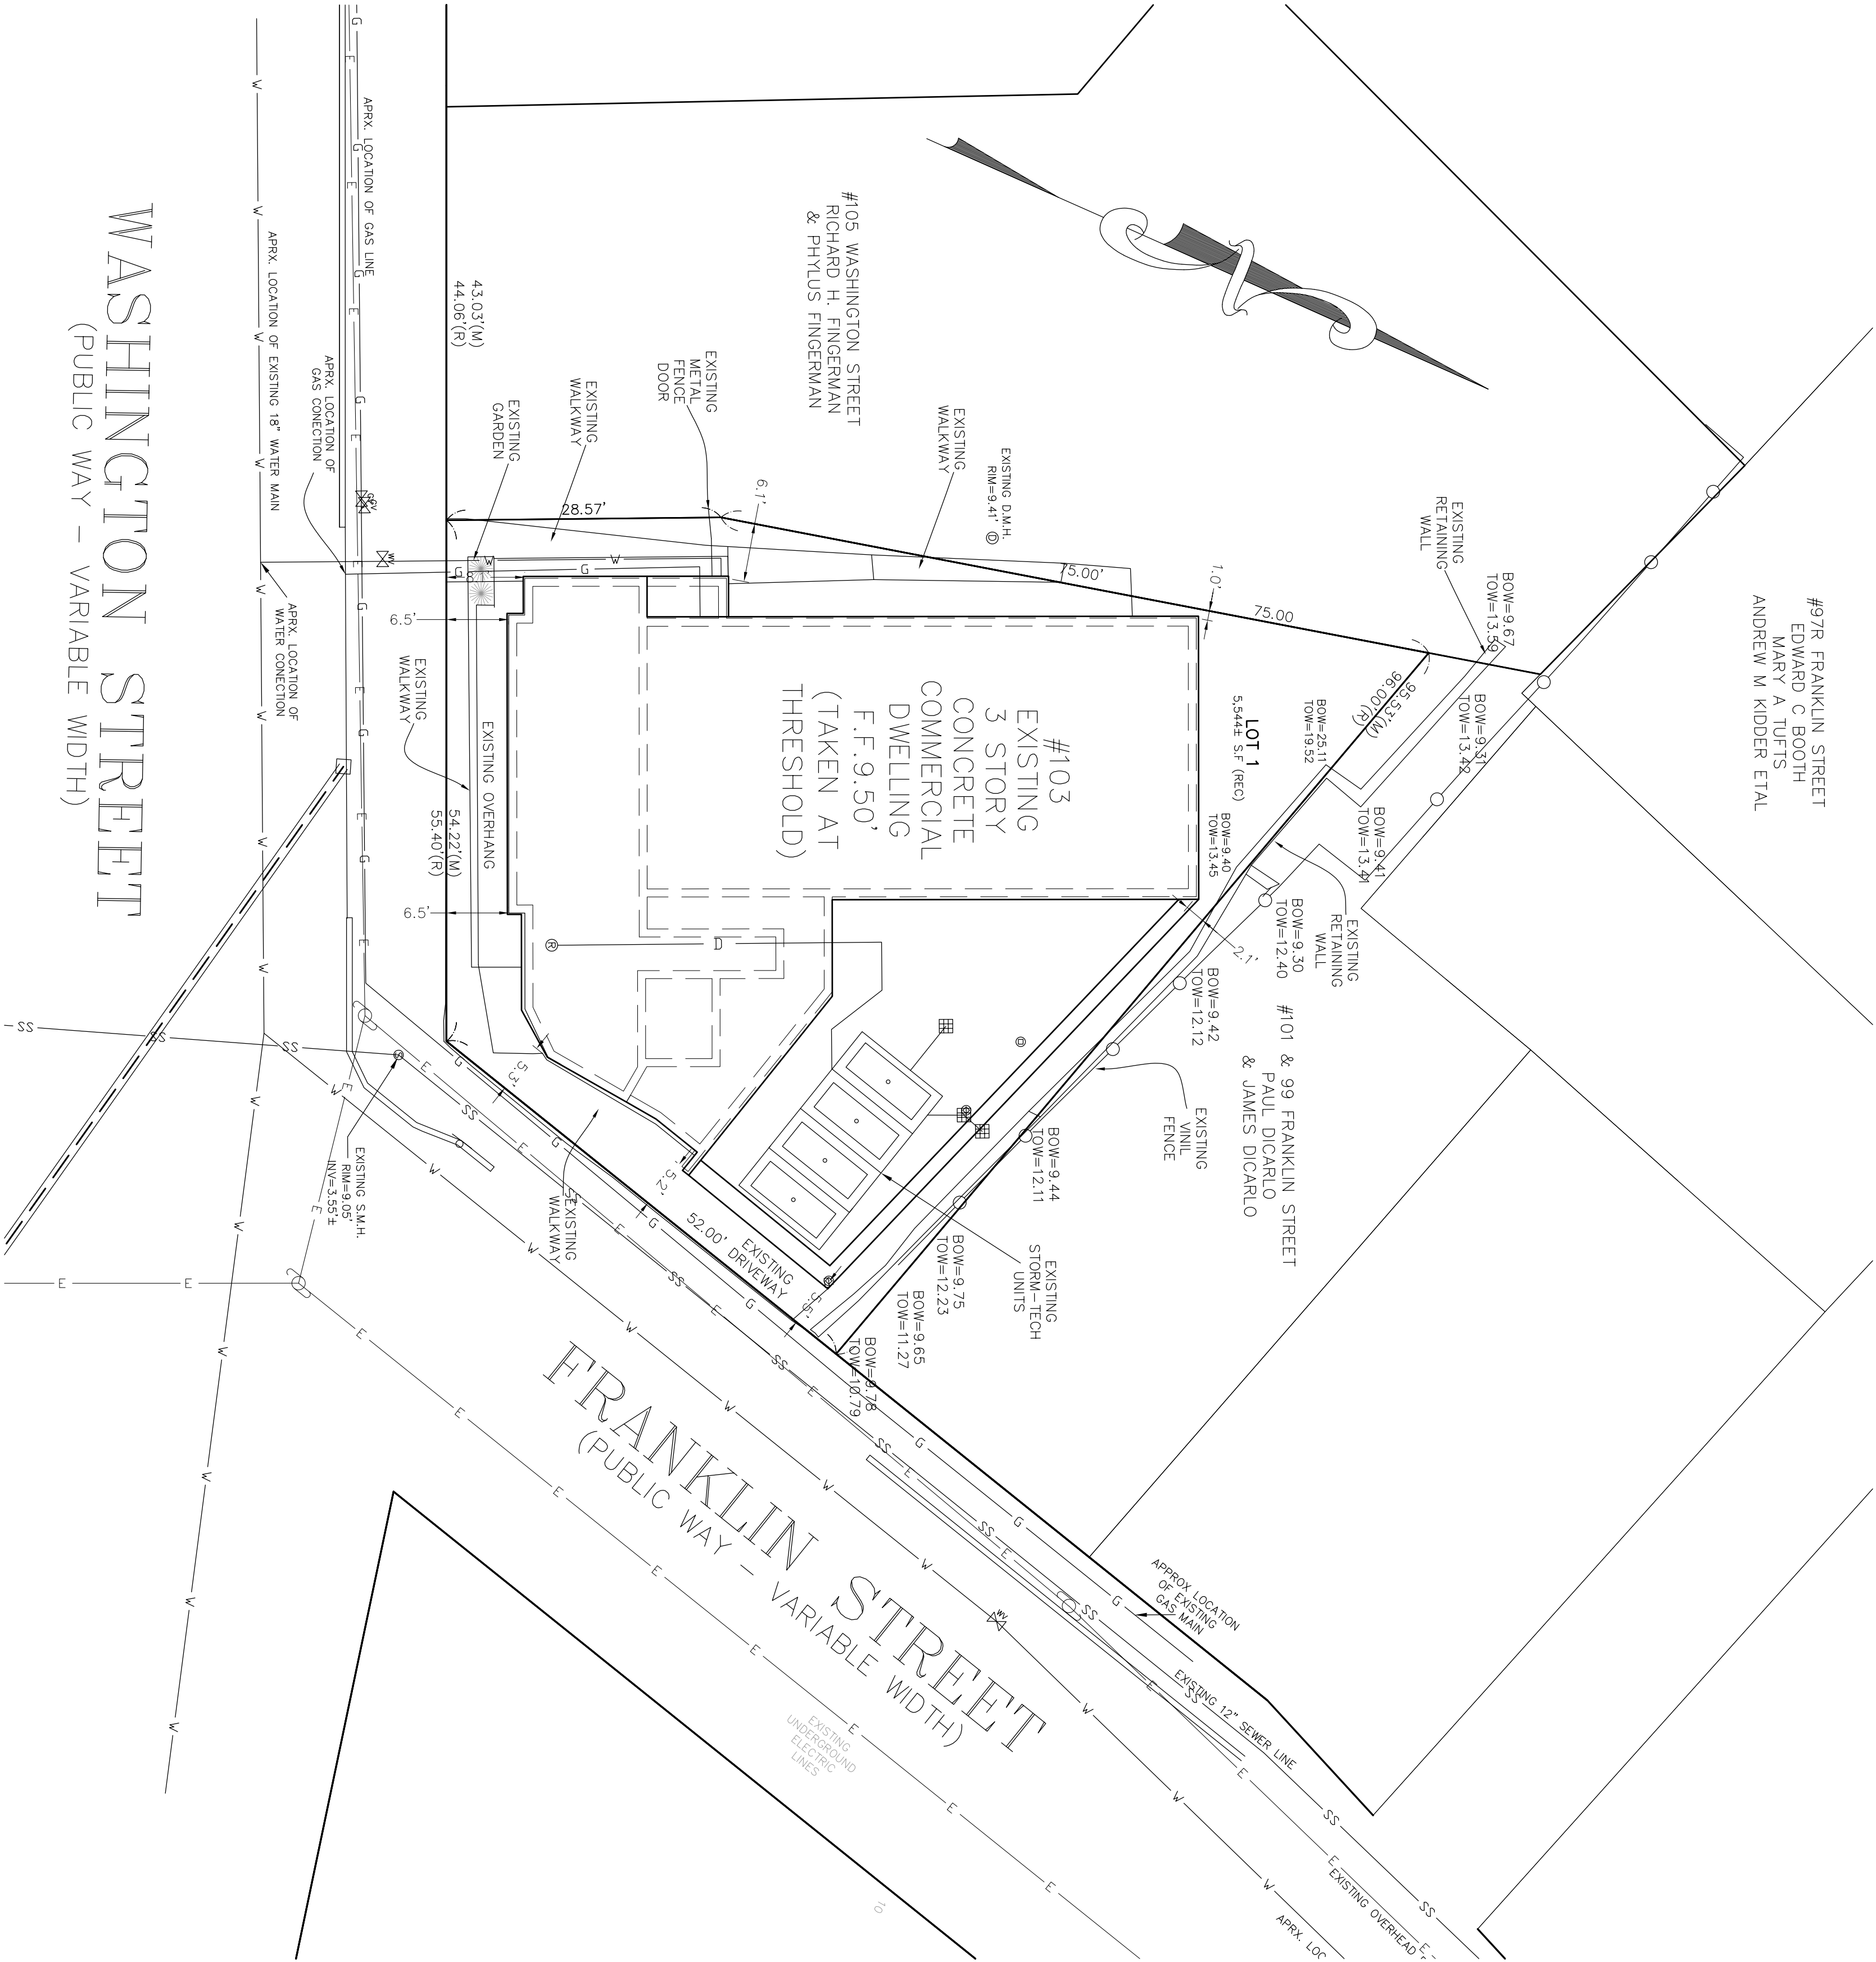 #97R FRANKLIN STREET
EDWARD C BOOTH
MARY A TUFTS
ANDREW M KIDDER ETAL
#105 WASHINGTON STREET
RICHARD H. FINGERMAN
& PHYLUS FINGERMAN
#101 & 99 FRANKLIN STREET
PAUL DICARLO
& JAMES DICARLO
EXISTING
RETAINING
WALL
BOW=9.67
TOW=13.59
BOW=9.31
TOW=13.42
BOW=9.41
TOW=13.41
95.53'(M)
96.00'(R)
BOW=25.11
TOW=19.52
LOT 1
5,544± S.F (REC)
BOW=9.40
TOW=13.45
EXISTING
RETAINING
WALL
BOW=9.30
TOW=12.40
BOW=9.42
TOW=12.12
2.1'
EXISTING
VINIL
FENCE
BOW=9.44
TOW=12.11
EXISTING
STORM-TECH
UNITS
BOW=9.75
TOW=12.23
BOW=9.65
TOW=11.27
BOW=9.78
TOW=10.79
75.00
1.0'
75.00'
EXISTING D.M.H.
RIM=9.41'
D
EXISTING
WALKWAY
6.1'
EXISTING
METAL
FENCE
DOOR
28.57'
EXISTING
WALKWAY
EXISTING
GARDEN
43.03'(M)
44.06'(R)
#103
EXISTING
3 STORY
CONCRETE
COMMERCIAL
DWELLING
F.F.9.50'
(TAKEN AT
THRESHOLD)
6.5'
EXISTING OVERHANG
EXISTING
WALKWAY
54.22'(M)
55.40'(R)
6.5'
R
D
5.3'
5.2'
5.5'
EXISTING
WALKWAY
52.00'
EXISTING
DRIVEWAY
APRX. LOCATION OF GAS LINE
GGV
WV
APRX. LOCATION OF
GAS CONECTION
APRX. LOCATION OF EXISTING 18" WATER MAIN
APRX. LOCATION OF
WATER CONECTION
EXISTING S.M.H.
RIM=9.05'
INV=3.55'±
WASHINGTON STREET
(PUBLIC WAY - VARIABLE WIDTH)
FRANKLIN STREET
(PUBLIC WAY - VARIABLE WIDTH)
WV
APPROX LOCATION
OF EXISTING
GAS MAIN
EXISTING 12" SEWER LINE
EXISTING OVERHEAD
APRX. LOC
EXISTING
UNDERGROUND
ELECTRIC
LINES
10